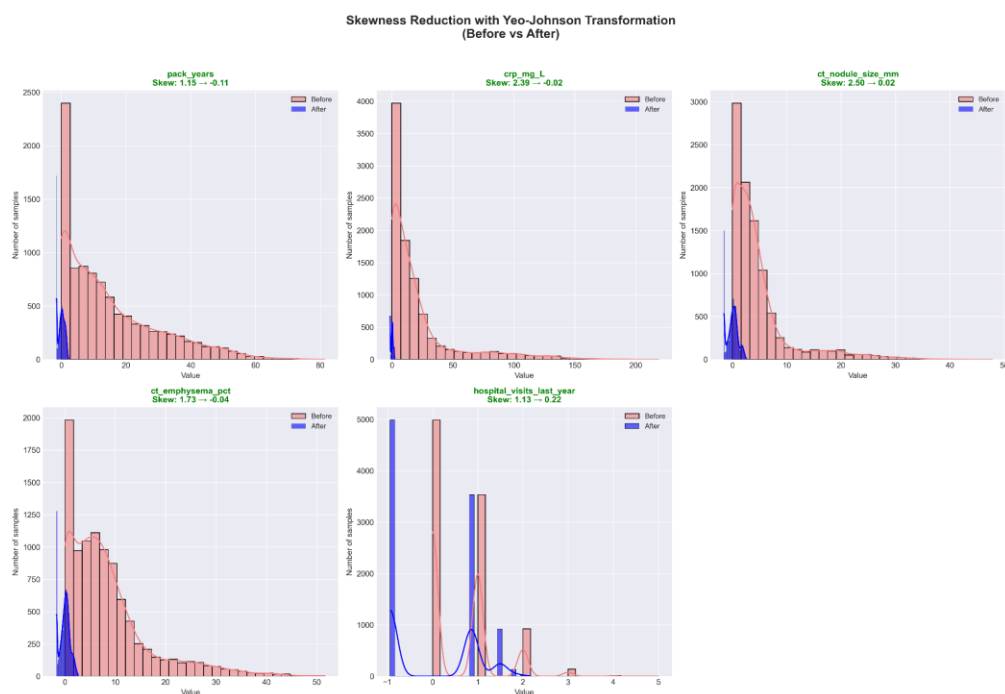 Skewness Reduction with Yeo-Johnson Transformation
(Before vs After)
pack_years
Skew: 1.15 → -0.11
2500
2000
1500
1000
500
0
Number of samples
Before
After
0
20
40
60
80
Value
crp_mg_L
Skew: 2.39 → -0.02
4000
3500
3000
2500
2000
1500
1000
500
0
Number of samples
Before
After
0
50
100
150
200
Value
ct_nodule_size_mm
Skew: 2.50 → 0.02
3000
2500
2000
1500
1000
500
0
Number of samples
Before
After
0
10
20
30
40
50
Value
ct_emphysema_pct
Skew: 1.73 → -0.04
2000
1750
1500
1250
1000
750
500
250
0
Number of samples
Before
After
0
10
20
30
40
50
Value
hospital_visits_last_year
Skew: 1.13 → 0.22
5000
4000
3000
2000
1000
0
Number of samples
Before
After
−1
0
1
2
3
4
5
Value